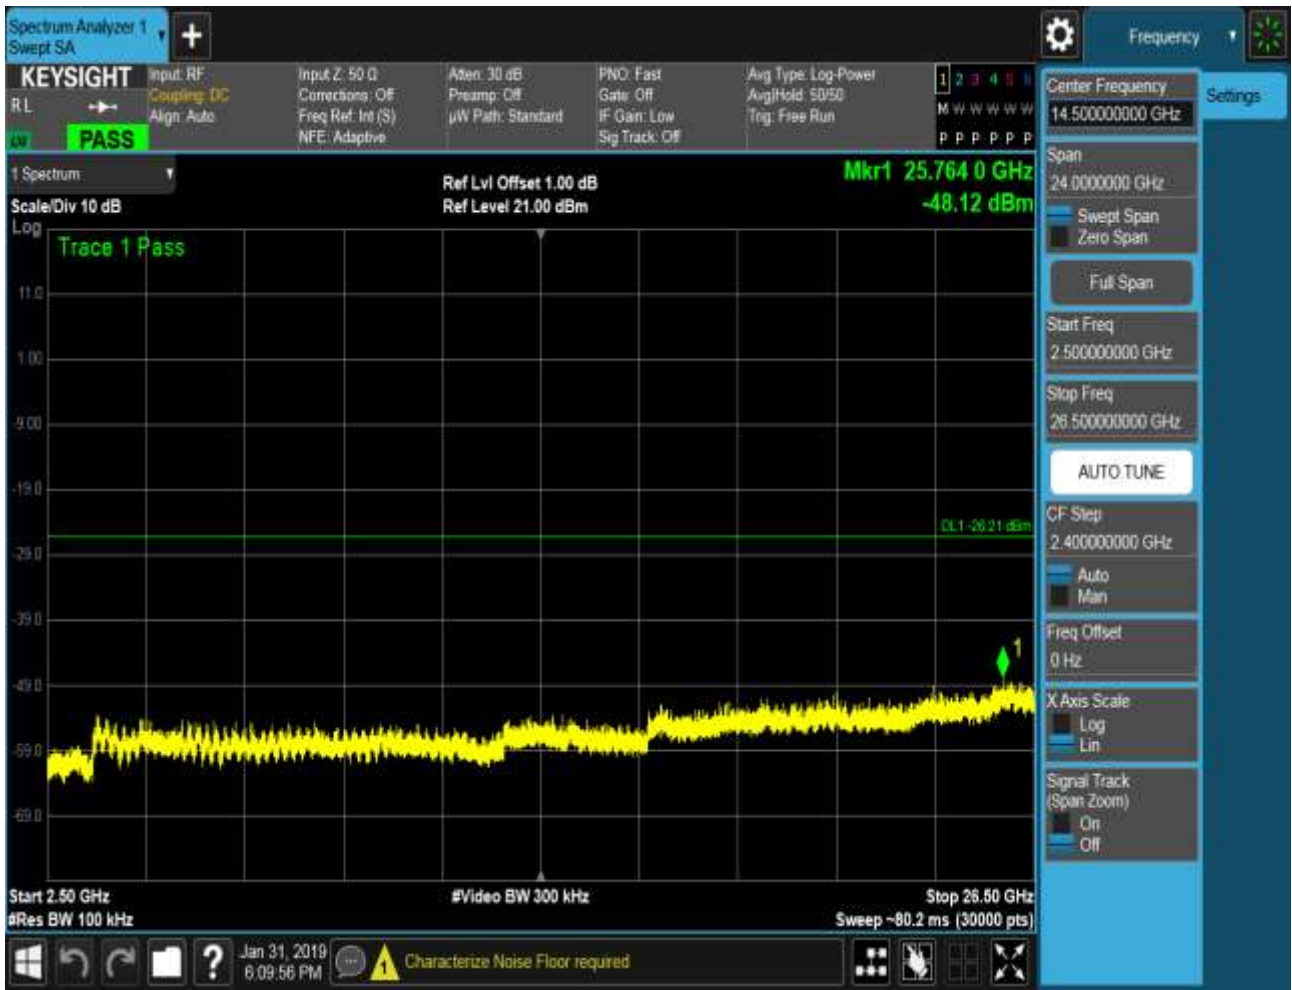 Spectrum Analyzer 1
Swept SA
+
Frequency
KEYSIGHT
R L
PASS
Input: RF
Coupling: DC
Align: Auto
Input Z: 50 Ω
Corrections: Off
Freq Ref: Int (S)
NFE: Adaptive
Atten: 30 dB
Preamp: Off
µW Path: Standard
PNO: Fast
Gate: Off
IF Gain: Low
Sig Track: Off
Avg Type: Log-Power
Avg|Hold: 50/50
Trig: Free Run
1 2 3 4 5 6
M W W W W W
P P P P P P
1 Spectrum
Scale/Div 10 dB
Log
Ref Lvl Offset 1.00 dB
Ref Level 21.00 dBm
Mkr1 25.764 0 GHz
-48.12 dBm
Trace 1 Pass
11.0
1.00
-9.00
-19.0
DL1 -26.21 dBm
-29.0
-39.0
1
-49.0
-59.0
-69.0
Start 2.50 GHz
#Res BW 100 kHz
#Video BW 300 kHz
Stop 26.50 GHz
Sweep ~80.2 ms (30000 pts)
Center Frequency
14.500000000 GHz
Settings
Span
24.0000000 GHz
Swept Span
Zero Span
Full Span
Start Freq
2.500000000 GHz
Stop Freq
26.500000000 GHz
AUTO TUNE
CF Step
2.400000000 GHz
Auto
Man
Freq Offset
0 Hz
X Axis Scale
Log
Lin
Signal Track
(Span Zoom)
On
Off
?
Jan 31, 2019
6:09:56 PM
1
Characterize Noise Floor required